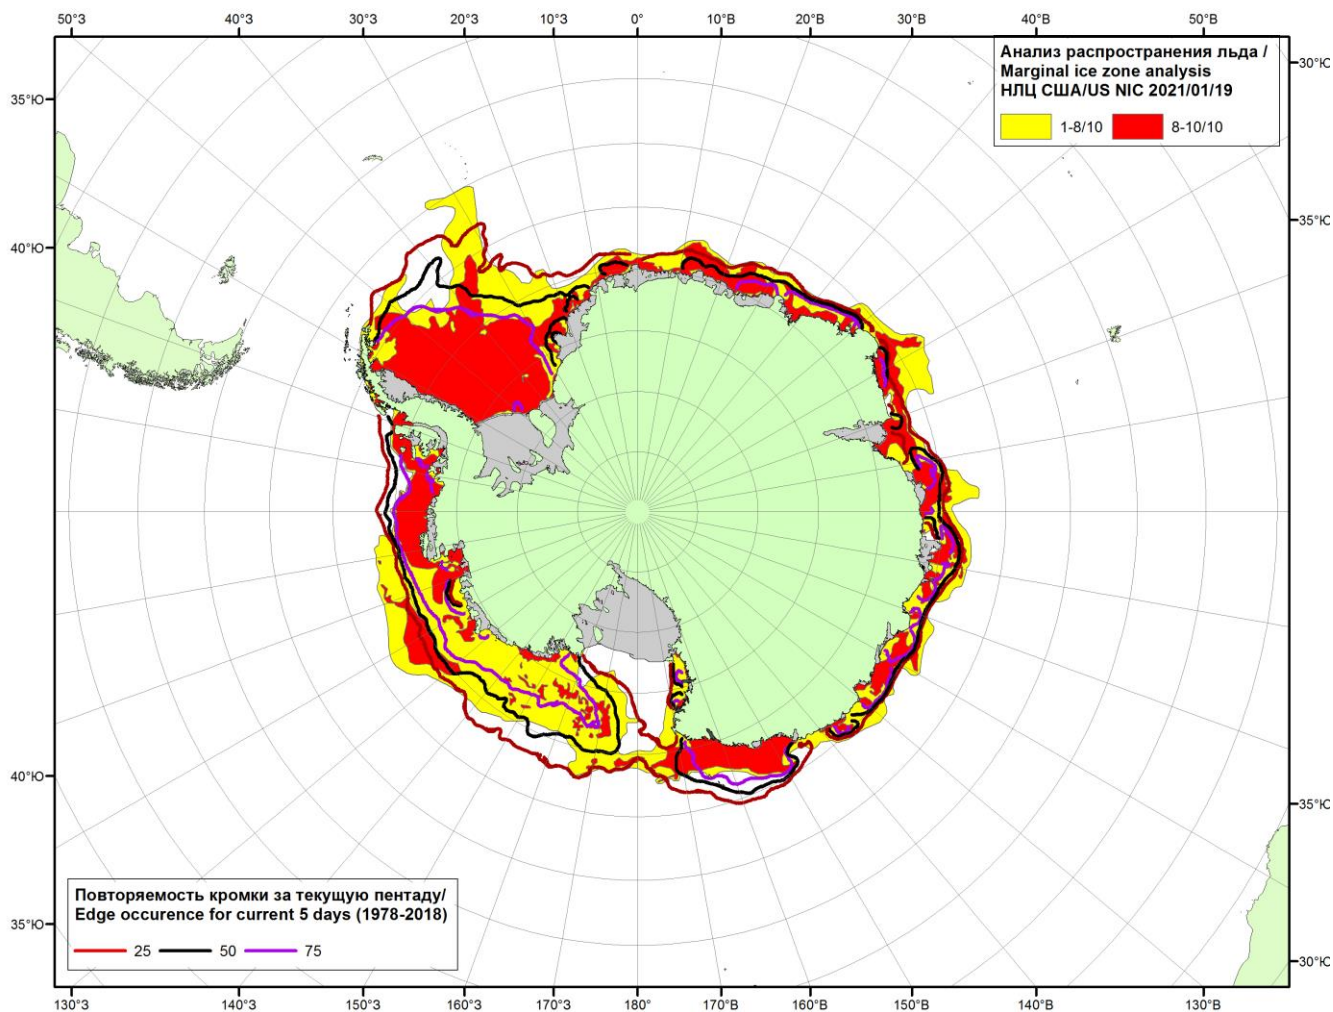 50°З 40°З 30°З 20°З 10°З 0° 10°В 20°В 30°В 40°В 50°В
Анализ распространения льда /
Marginal ice zone analysis
НЛЦ США/US NIC 2021/01/19
1-8/10 8-10/10
30°Ю
35°Ю
35°Ю
40°Ю
40°Ю
35°Ю
35°Ю
30°Ю
Повторяемость кромки за текущую пентаду/
Edge occurence for current 5 days (1978-2018)
25 50 75
130°З 140°З 150°З 160°З 170°З 180° 170°В 160°В 150°В 140°В 130°В